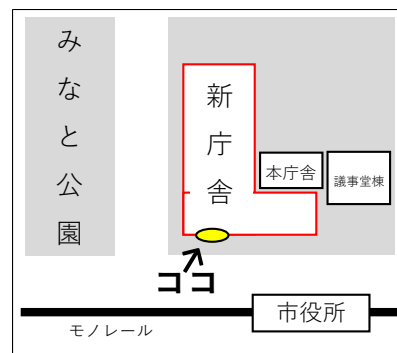 みなと公園
新庁舎
本庁舎
議事堂棟
ココ
市役所
モノレール